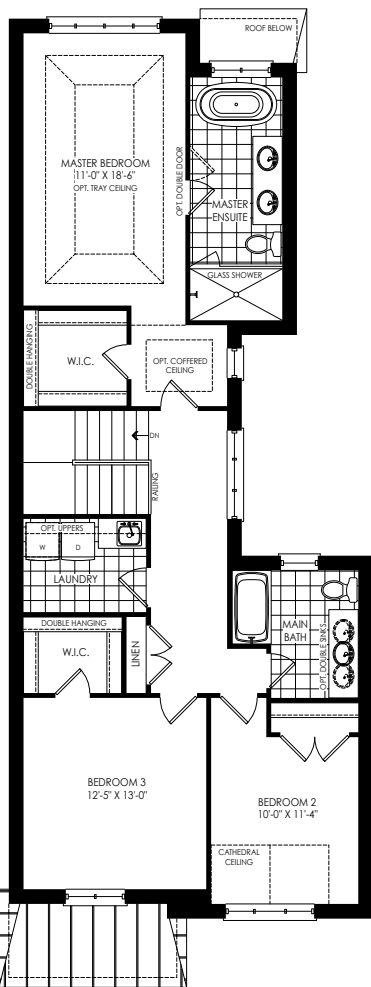 ROOF BELOW
MASTER BEDROOM
11'-0" X 18'-6"
OPT. TRAY CEILING
OPT. DOUBLE DOOR
MASTER
ENSUITE
GLASS SHOWER
DOUBLE HANGING
W.I.C.
OPT. COFFERED
CEILING
DN
RAILING
OPT. UPPERS
W
D
LAUNDRY
DOUBLE HANGING
W.I.C.
LINEN
MAIN
BATH
OPT. DOUBLE SINKS
BEDROOM 3
12'-5" X 13'-0"
BEDROOM 2
10'-0" X 11'-4"
CATHEDRAL
CEILING